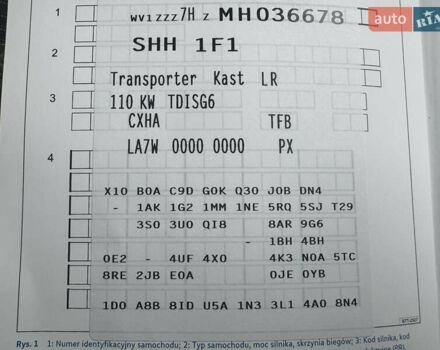 1 WV1ZZZ7H Z MH036678
auto RIA
2 SHH 1F1
Transporter Kast LR
3 110 KW TDISG6
CXHA TFB
LA7W 0000 0000 PX
4
X10 B0A C9D G0K Q30 J0B DN4
- 1AK 1G2 1MM 1NE 5RQ 5SJ T29
3S0 3U0 QI8 8AR 9G6
- 1BH 4BH
0E2 - 4UF 4X0 4K3 N0A 5TC
8RE 2JB E0A 0JE 0YB
1D0 A8B 8ID U5A 1N3 3L1 4A0 8N4
Rys. 1 1: Numer identyfikacyjny samochodu; 2: Typ samochodu, moc silnika, skrzynia biegów; 3: Kod silnika, kod
(PR).